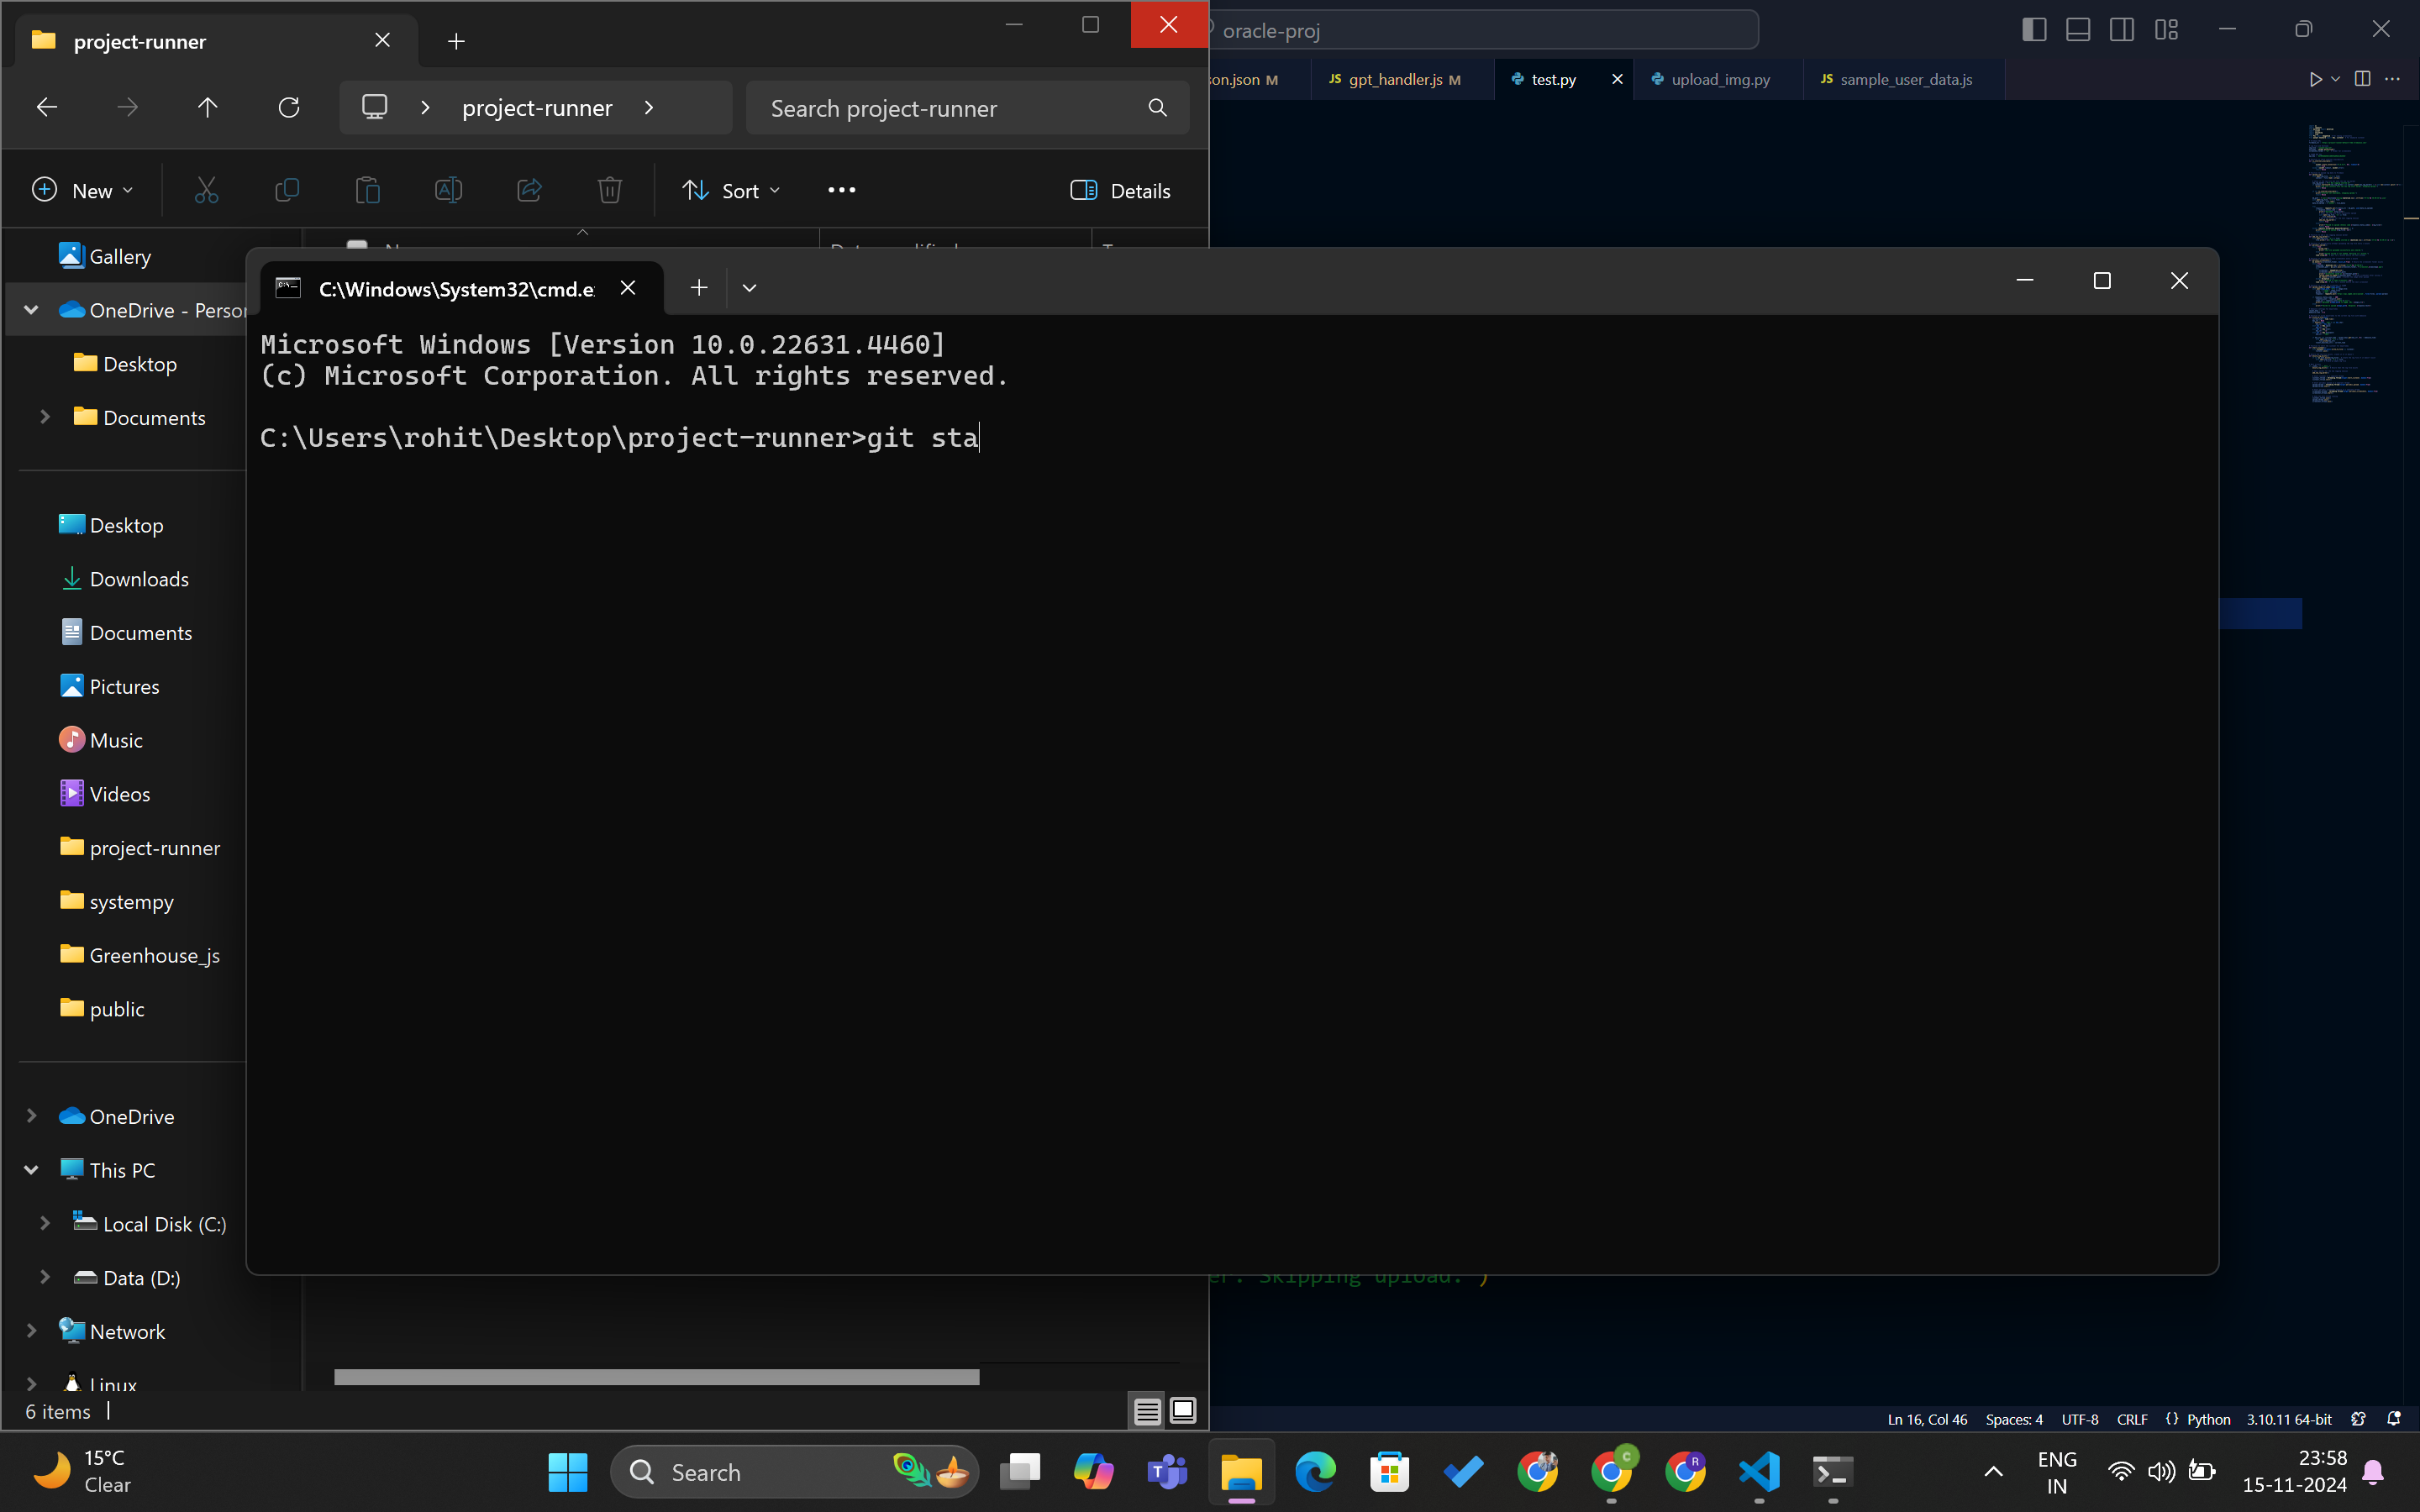 project-runner
oracle-proj
son.json M
JS gpt_handler.js M
test.py
upload_img.py
JS sample_user_data.js
project-runner
Search project-runner
New
Sort
Details
Gallery
OneDrive - Person
Desktop
Documents
Desktop
Downloads
Documents
Pictures
Music
Videos
project-runner
systempy
Greenhouse_js
public
OneDrive
This PC
Local Disk (C:)
Data (D:)
Network
Linux
6 items
C:\Windows\System32\cmd.e
Microsoft Windows [Version 10.0.22631.4460]
(c) Microsoft Corporation. All rights reserved.
C:\Users\rohit\Desktop\project-runner>git sta
er. Skipping upload.")
Ln 16, Col 46 Spaces: 4 UTF-8 CRLF {} Python 3.10.11 64-bit
15°C
Clear
Search
ENG
IN
23:58
15-11-2024